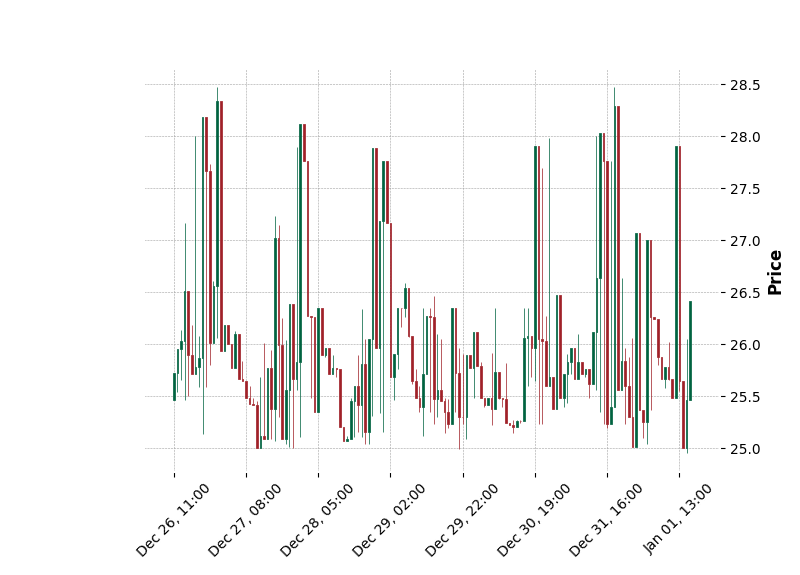 28.5
28.0
27.5
27.0
26.5
26.0
25.5
25.0
Price
Dec 26, 11:00
Dec 27, 08:00
Dec 28, 05:00
Dec 29, 02:00
Dec 29, 22:00
Dec 30, 19:00
Dec 31, 16:00
Jan 01, 13:00